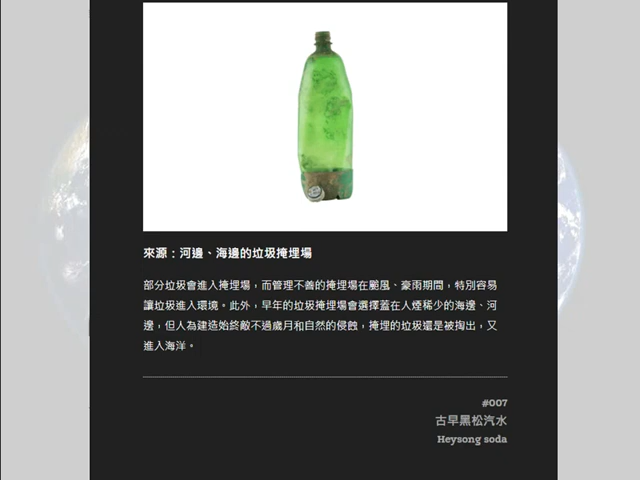 來源：河邊、海邊的垃圾掩埋場
部分垃圾會進入掩埋場，而管理不善的掩埋場在颱風、豪雨期間，特別容易
讓垃圾進入環境。此外，早年的垃圾掩埋場會選擇蓋在人煙稀少的海邊、河
邊，但人為建造始終敵不過歲月和自然的侵蝕，掩埋的垃圾還是被掏出，又
進入海洋。
#007
古早黑松汽水
Heysong soda